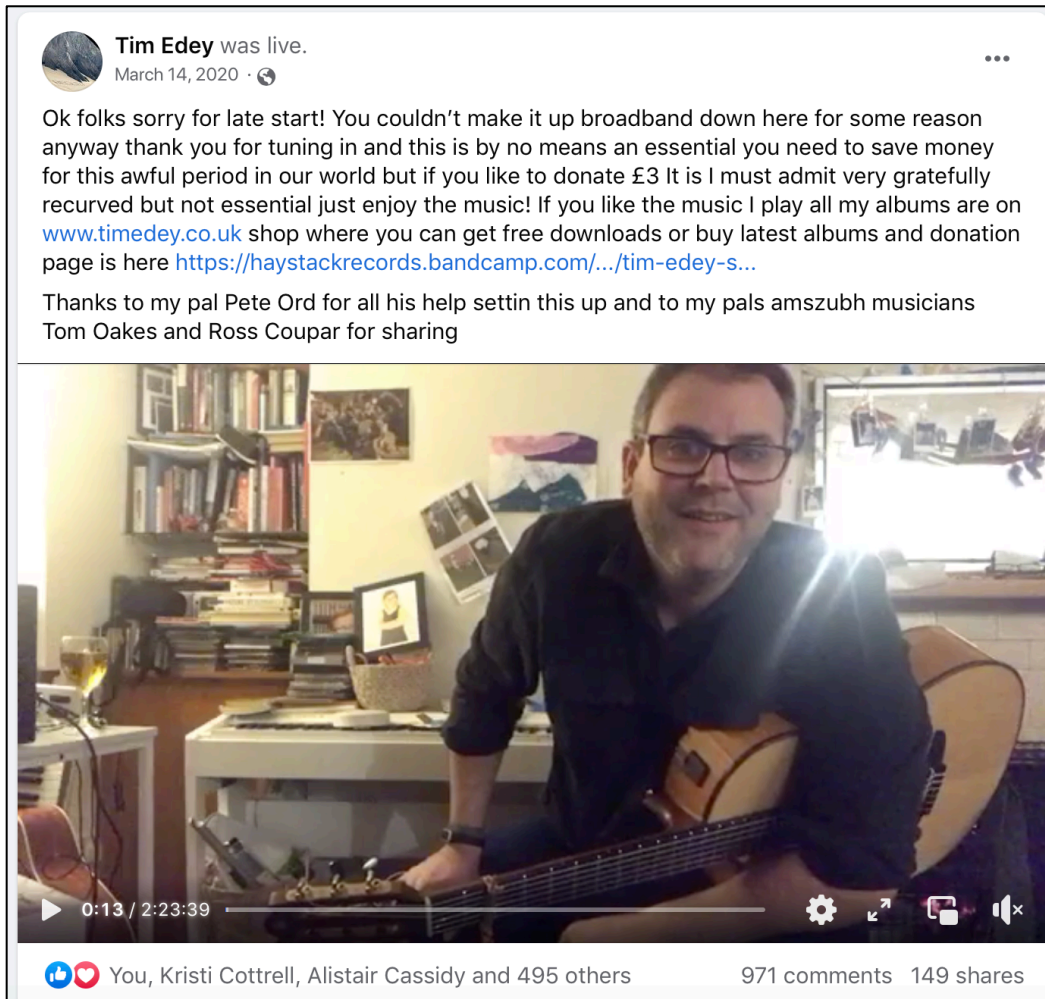 Tim Edey was live.
March 14, 2020 ·
Ok folks sorry for late start! You couldn't make it up broadband down here for some reason
anyway thank you for tuning in and this is by no means an essential you need to save money
for this awful period in our world but if you like to donate £3 It is I must admit very gratefully
recurved but not essential just enjoy the music! If you like the music I play all my albums are on
www.timedey.co.uk shop where you can get free downloads or buy latest albums and donation
page is here https://haystackrecords.bandcamp.com/.../tim-edey-s...
Thanks to my pal Pete Ord for all his help settin this up and to my pals amszubh musicians
Tom Oakes and Ross Coupar for sharing
0:13 / 2:23:39
You, Kristi Cottrell, Alistair Cassidy and 495 others 971 comments 149 shares